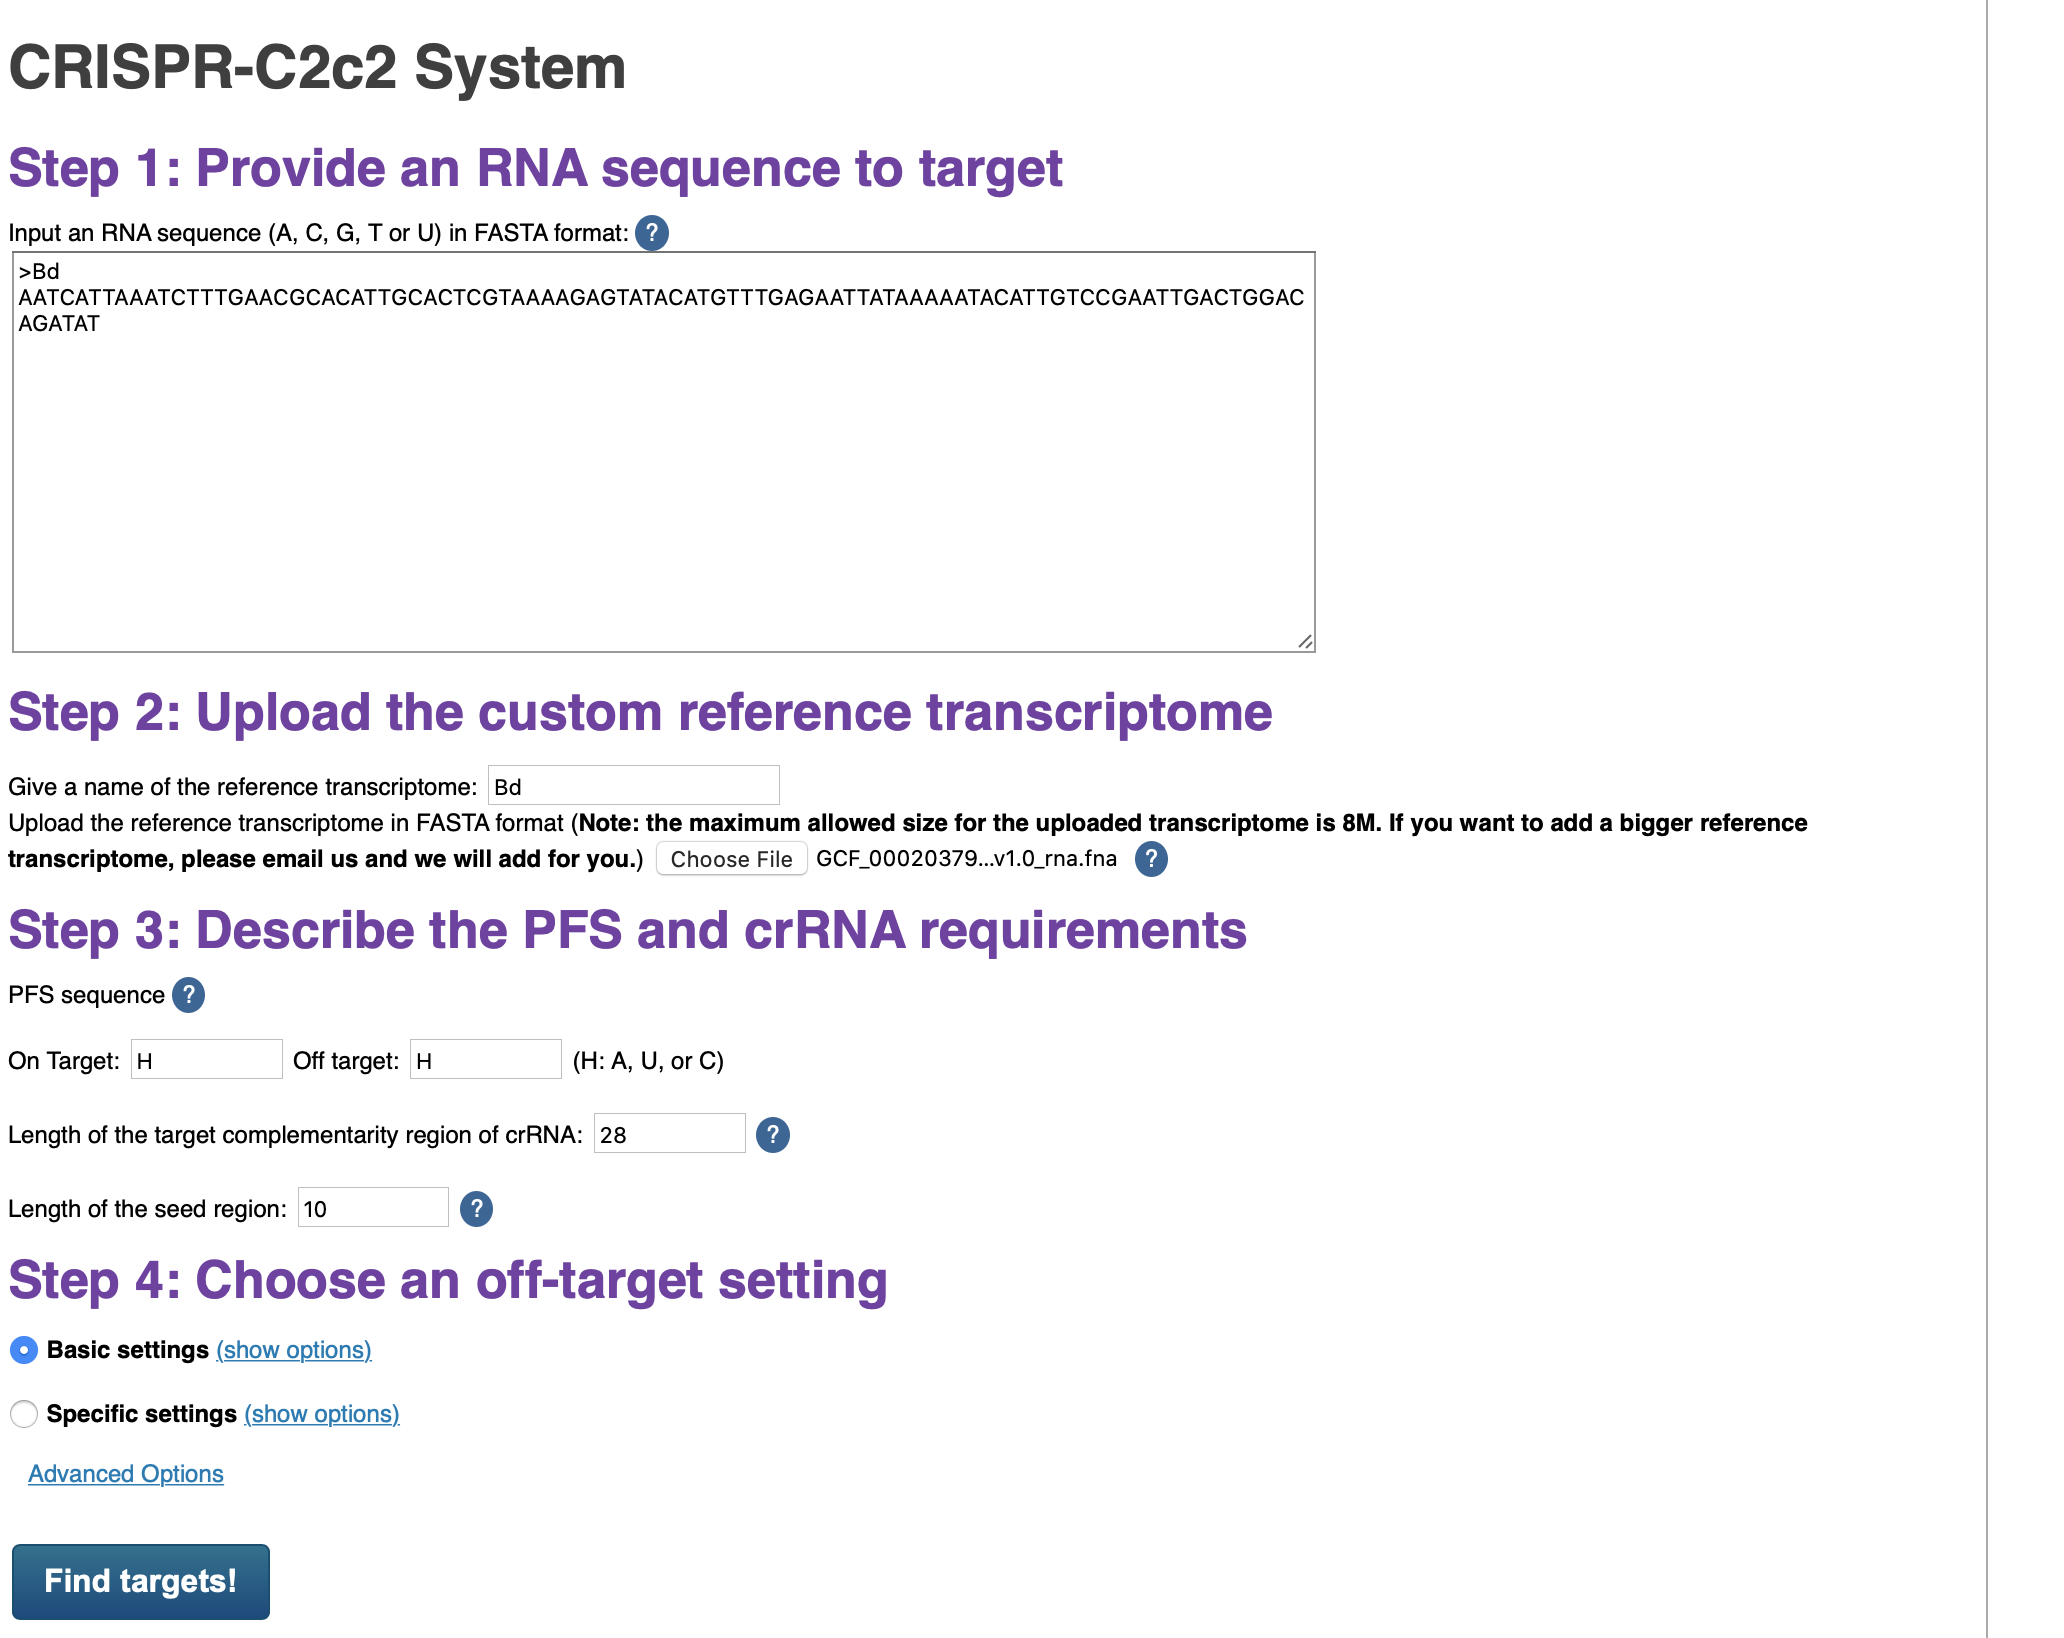 CRISPR-C2c2 System
Step 1: Provide an RNA sequence to target
Input an RNA sequence (A, C, G, T or U) in FASTA format: ?
>Bd
AATCATTAAATCTTTGAACGCACATTGCACTCGTAAAAGAGTATACATGTTTGAGAATTATAAAAATACATTGTCCGAATTGACTGGAC
AGATAT
Step 2: Upload the custom reference transcriptome
Give a name of the reference transcriptome: Bd
Upload the reference transcriptome in FASTA format (Note: the maximum allowed size for the uploaded transcriptome is 8M. If you want to add a bigger reference
transcriptome, please email us and we will add for you.) Choose File GCF_00020379...v1.0_rna.fna ?
Step 3: Describe the PFS and crRNA requirements
PFS sequence ?
On Target: H Off target: H (H: A, U, or C)
Length of the target complementarity region of crRNA: 28 ?
Length of the seed region: 10 ?
Step 4: Choose an off-target setting
Basic settings (show options)
Specific settings (show options)
Advanced Options
Find targets!